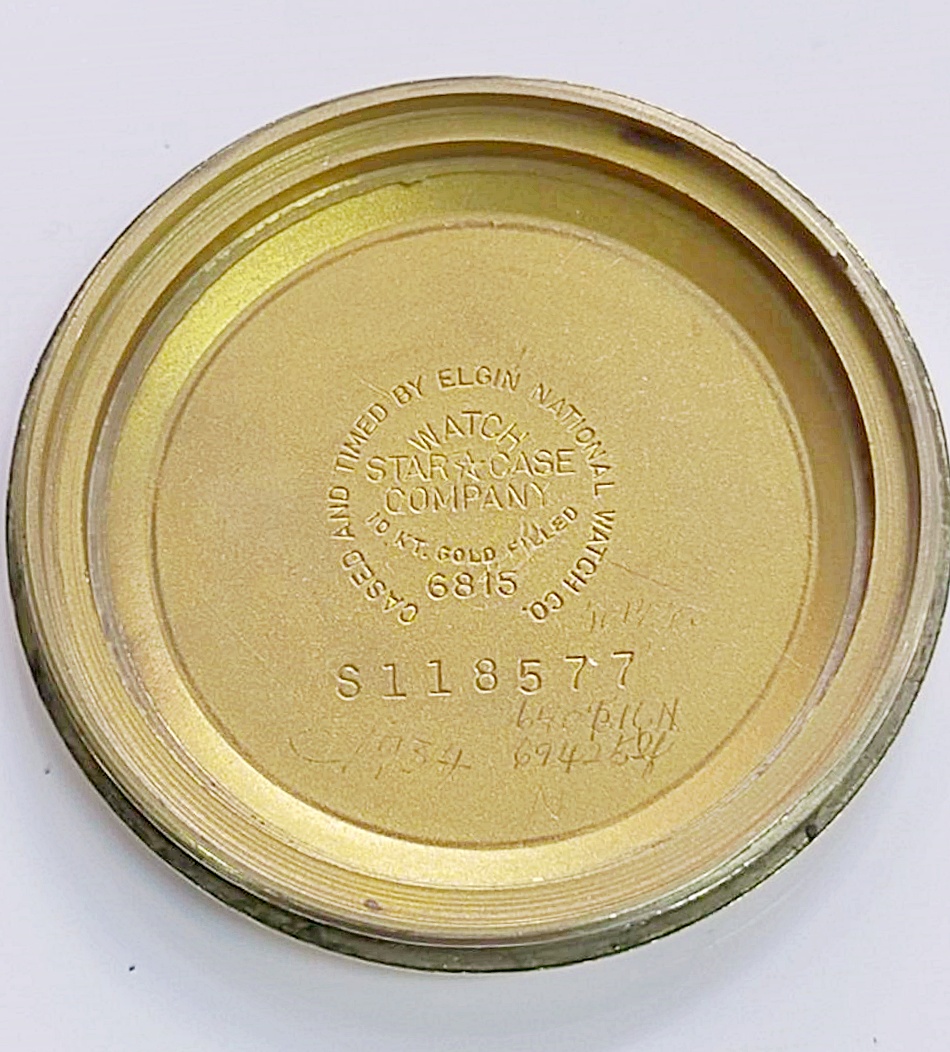 CASED AND TIMED BY ELGIN NATIONAL WATCH CO.
WATCH
STAR☆CASE
COMPANY
10 KT. GOLD FILLED
6815
S118577